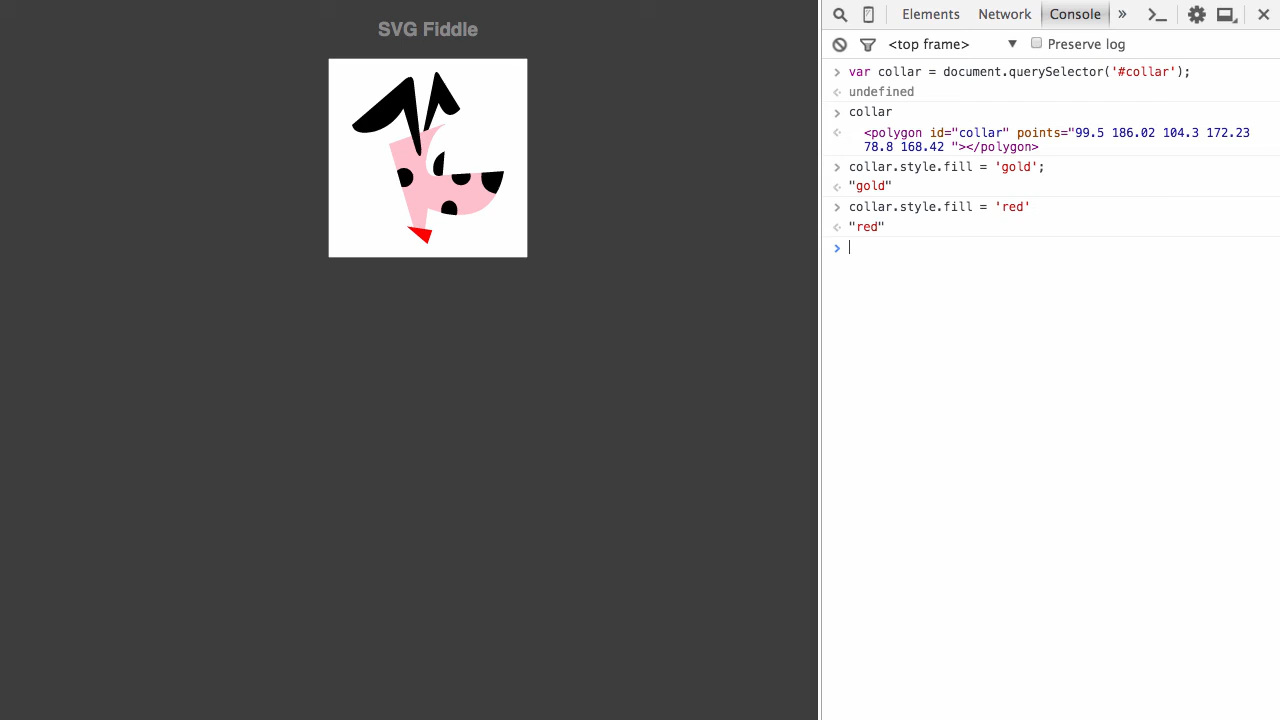 SVG Fiddle
Elements Network Console »
<top frame> ▼ Preserve log
> var collar = document.querySelector('#collar');
undefined
> collar
<polygon id="collar" points="99.5 186.02 104.3 172.23
78.8 168.42 "></polygon>
> collar.style.fill = 'gold';
"gold"
> collar.style.fill = 'red'
"red"
>